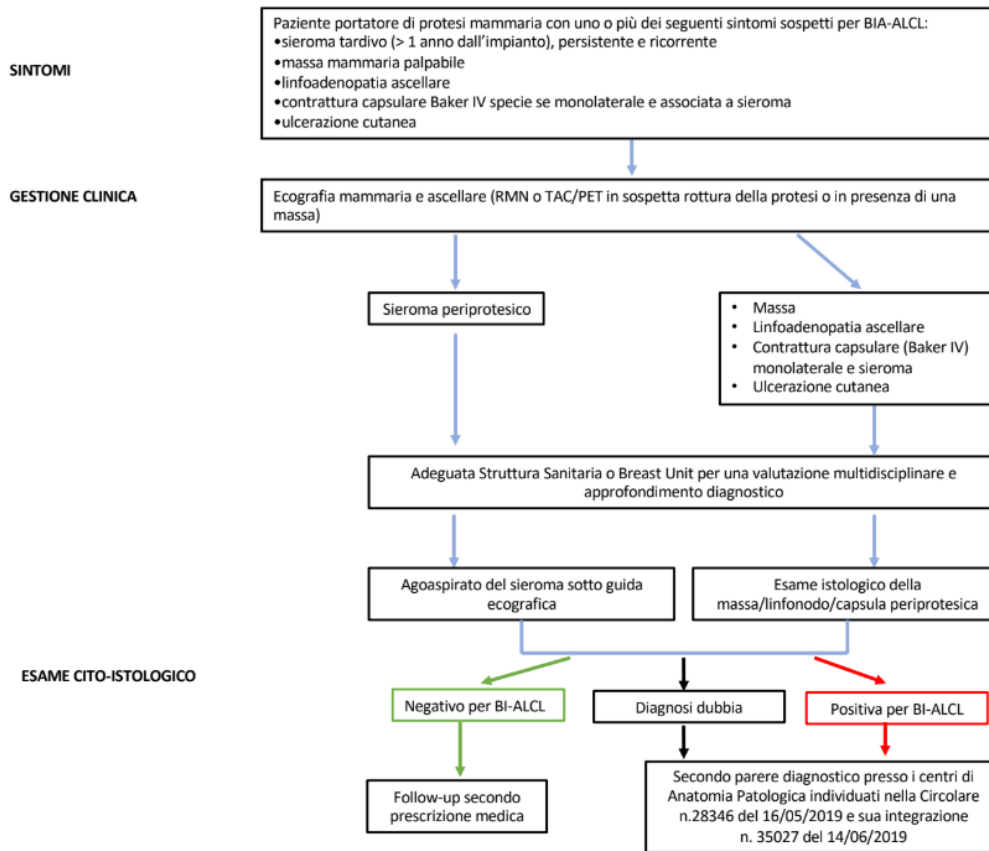 Paziente portatore di protesi mammaria con uno o più dei seguenti sintomi sospetti per BIA-ALCL:
•sieroma tardivo (> 1 anno dall'impianto), persistente e ricorrente
SINTOMI
•massa mammaria palpabile
•linfoadenopatia ascellare
•contrattura capsulare Baker IV specie se monolaterale e associata a sieroma
•ulcerazione cutanea
GESTIONE CLINICA
Ecografia mammaria e ascellare (RMN o TAC/PET in sospetta rottura della protesi o in presenza di una
massa)
Sieroma periprotesico
• Massa
• Linfoadenopatia ascellare
• Contrattura capsulare (Baker IV)
monolaterale e sieroma
• Ulcerazione cutanea
Adeguata Struttura Sanitaria o Breast Unit per una valutazione multidisciplinare e
approfondimento diagnostico
Agoaspirato del sieroma sotto guida
ecografica
Esame istologico della
massa/linfonodo/capsula periprotesica
ESAME CITO-ISTOLOGICO
Negativo per BI-ALCL
Diagnosi dubbia
Positiva per BI-ALCL
Follow-up secondo
prescrizione medica
Secondo parere diagnostico presso i centri di
Anatomia Patologica individuati nella Circolare
n.28346 del 16/05/2019 e sua integrazione
n. 35027 del 14/06/2019